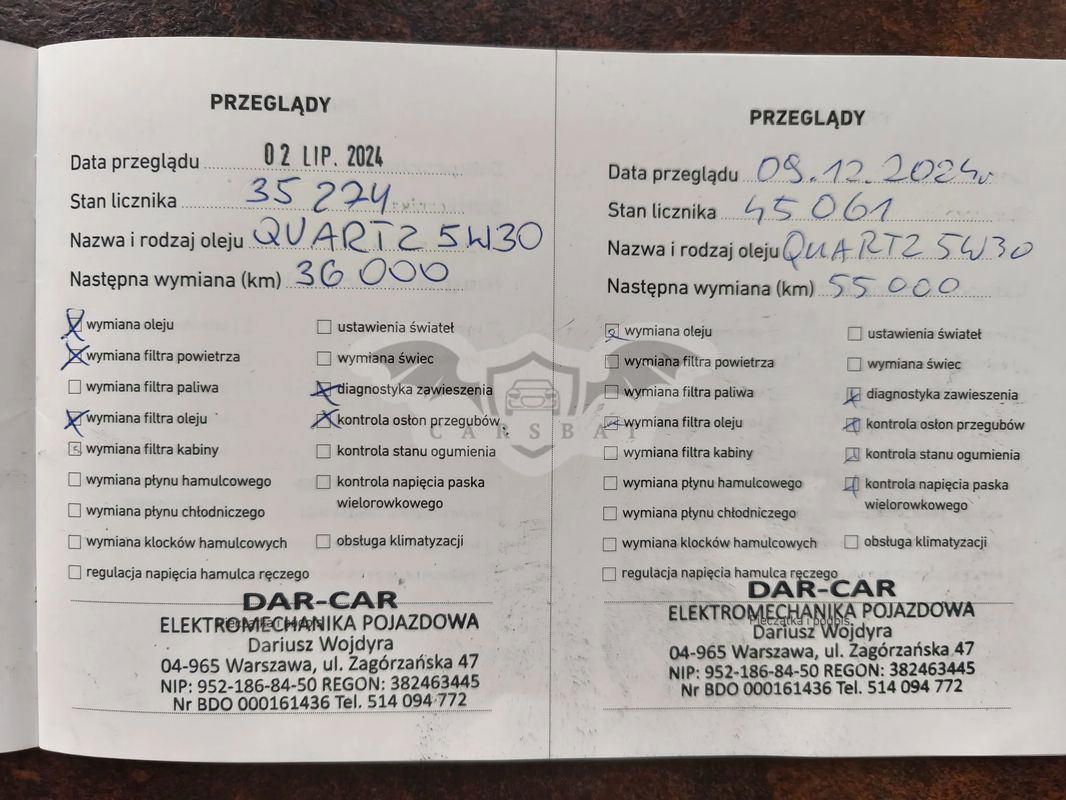 PRZEGLĄDY
Data przeglądu 02 LIP. 2024
Stan licznika 35 274
Nazwa i rodzaj oleju QUARTZ 5W30
Następna wymiana (km) 36 000
wymiana oleju
wymiana filtra powietrza
wymiana filtra paliwa
wymiana filtra oleju
wymiana filtra kabiny
wymiana płynu hamulcowego
wymiana płynu chłodniczego
wymiana klocków hamulcowych
regulacja napięcia hamulca ręczego
ustawienia świateł
wymiana świec
diagnostyka zawieszenia
kontrola osłon przegubów
kontrola stanu ogumienia
kontrola napięcia paska
wielorowkowego
obsługa klimatyzacji
Pieczątka i podpis
DAR-CAR
ELEKTROMECHANIKA POJAZDOWA
Dariusz Wojdyra
04-965 Warszawa, ul. Zagórzańska 47
NIP: 952-186-84-50 REGON: 382463445
Nr BDO 000161436 Tel. 514 094 772
PRZEGLĄDY
Data przeglądu 09.12.2024r
Stan licznika 45 061
Nazwa i rodzaj oleju QUARTZ 5W30
Następna wymiana (km) 55 000
wymiana oleju
wymiana filtra powietrza
wymiana filtra paliwa
wymiana filtra oleju
wymiana filtra kabiny
wymiana płynu hamulcowego
wymiana płynu chłodniczego
wymiana klocków hamulcowych
regulacja napięcia hamulca ręczego
ustawienia świateł
wymiana świec
diagnostyka zawieszenia
kontrola osłon przegubów
kontrola stanu ogumienia
kontrola napięcia paska
wielorowkowego
obsługa klimatyzacji
Pieczątka i podpis
DAR-CAR
ELEKTROMECHANIKA POJAZDOWA
Dariusz Wojdyra
04-965 Warszawa, ul. Zagórzańska 47
NIP: 952-186-84-50 REGON: 382463445
Nr BDO 000161436 Tel. 514 094 772
CARSBAT